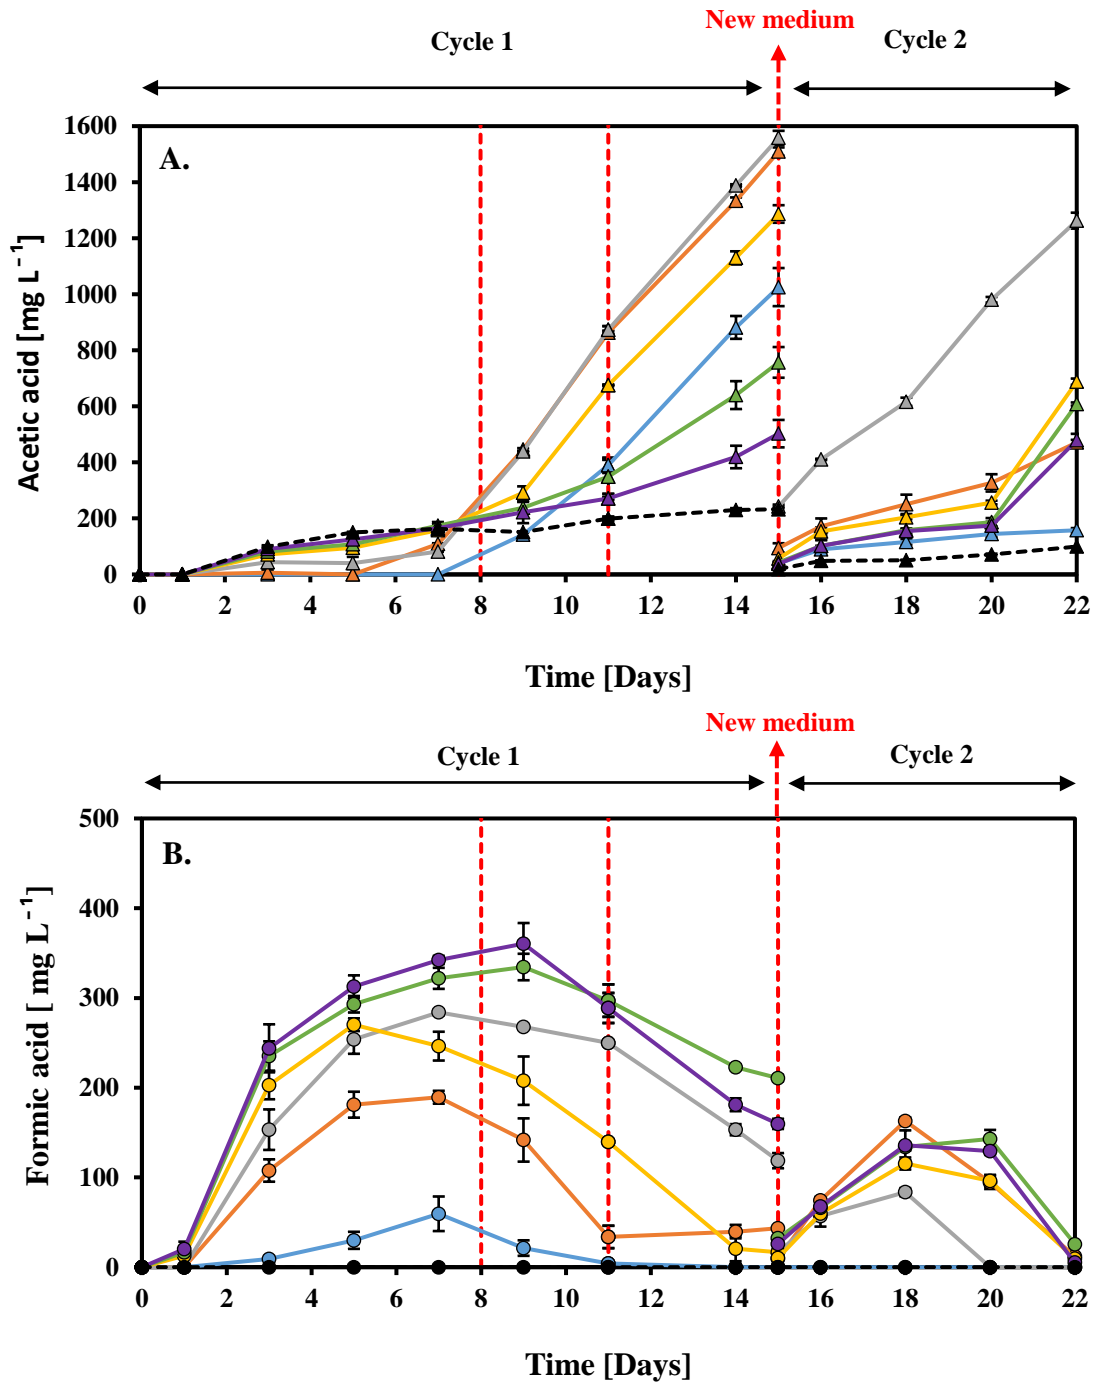 New medium
Cycle 1
Cycle 2
A.
1600
1400
1200
1000
800
600
400
200
0
Acetic acid [mg L⁻¹]
0 2 4 6 8 10 12 14 16 18 20 22
Time [Days]
New medium
Cycle 1
Cycle 2
B.
500
400
300
200
100
0
Formic acid [ mg L⁻¹]
0 2 4 6 8 10 12 14 16 18 20 22
Time [Days]